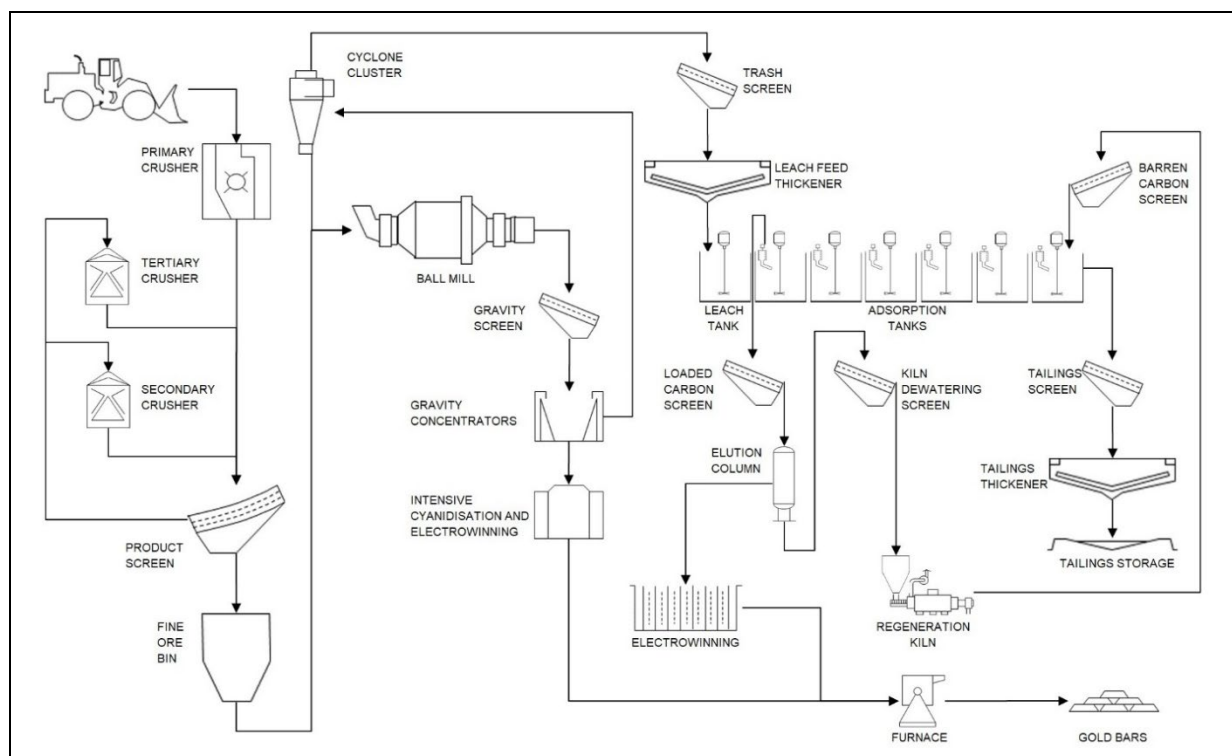 CYCLONE
CLUSTER
TRASH
SCREEN
PRIMARY
CRUSHER
LEACH FEED
THICKENER
BARREN
CARBON
SCREEN
TERTIARY
CRUSHER
BALL MILL
GRAVITY
SCREEN
LEACH
TANK
ADSORPTION
TANKS
SECONDARY
CRUSHER
LOADED
CARBON
SCREEN
KILN
DEWATERING
SCREEN
TAILINGS
SCREEN
GRAVITY
CONCENTRATORS
ELUTION
COLUMN
TAILINGS
THICKENER
INTENSIVE
CYANIDISATION AND
ELECTROWINNING
PRODUCT
SCREEN
TAILINGS STORAGE
FINE
ORE
BIN
ELECTROWINNING
REGENERATION
KILN
FURNACE
GOLD BARS